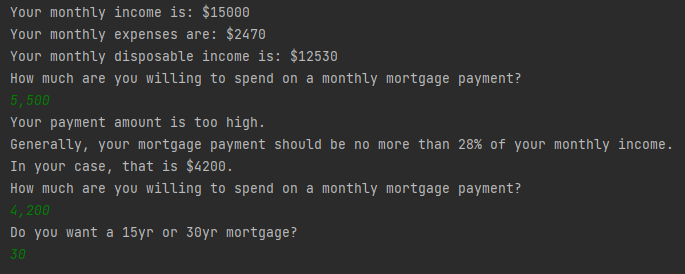 Your monthly income is: $15000
Your monthly expenses are: $2470
Your monthly disposable income is: $12530
How much are you willing to spend on a monthly mortgage payment?
5,500
Your payment amount is too high.
Generally, your mortgage payment should be no more than 28% of your monthly income.
In your case, that is $4200.
How much are you willing to spend on a monthly mortgage payment?
4,200
Do you want a 15yr or 30yr mortgage?
30